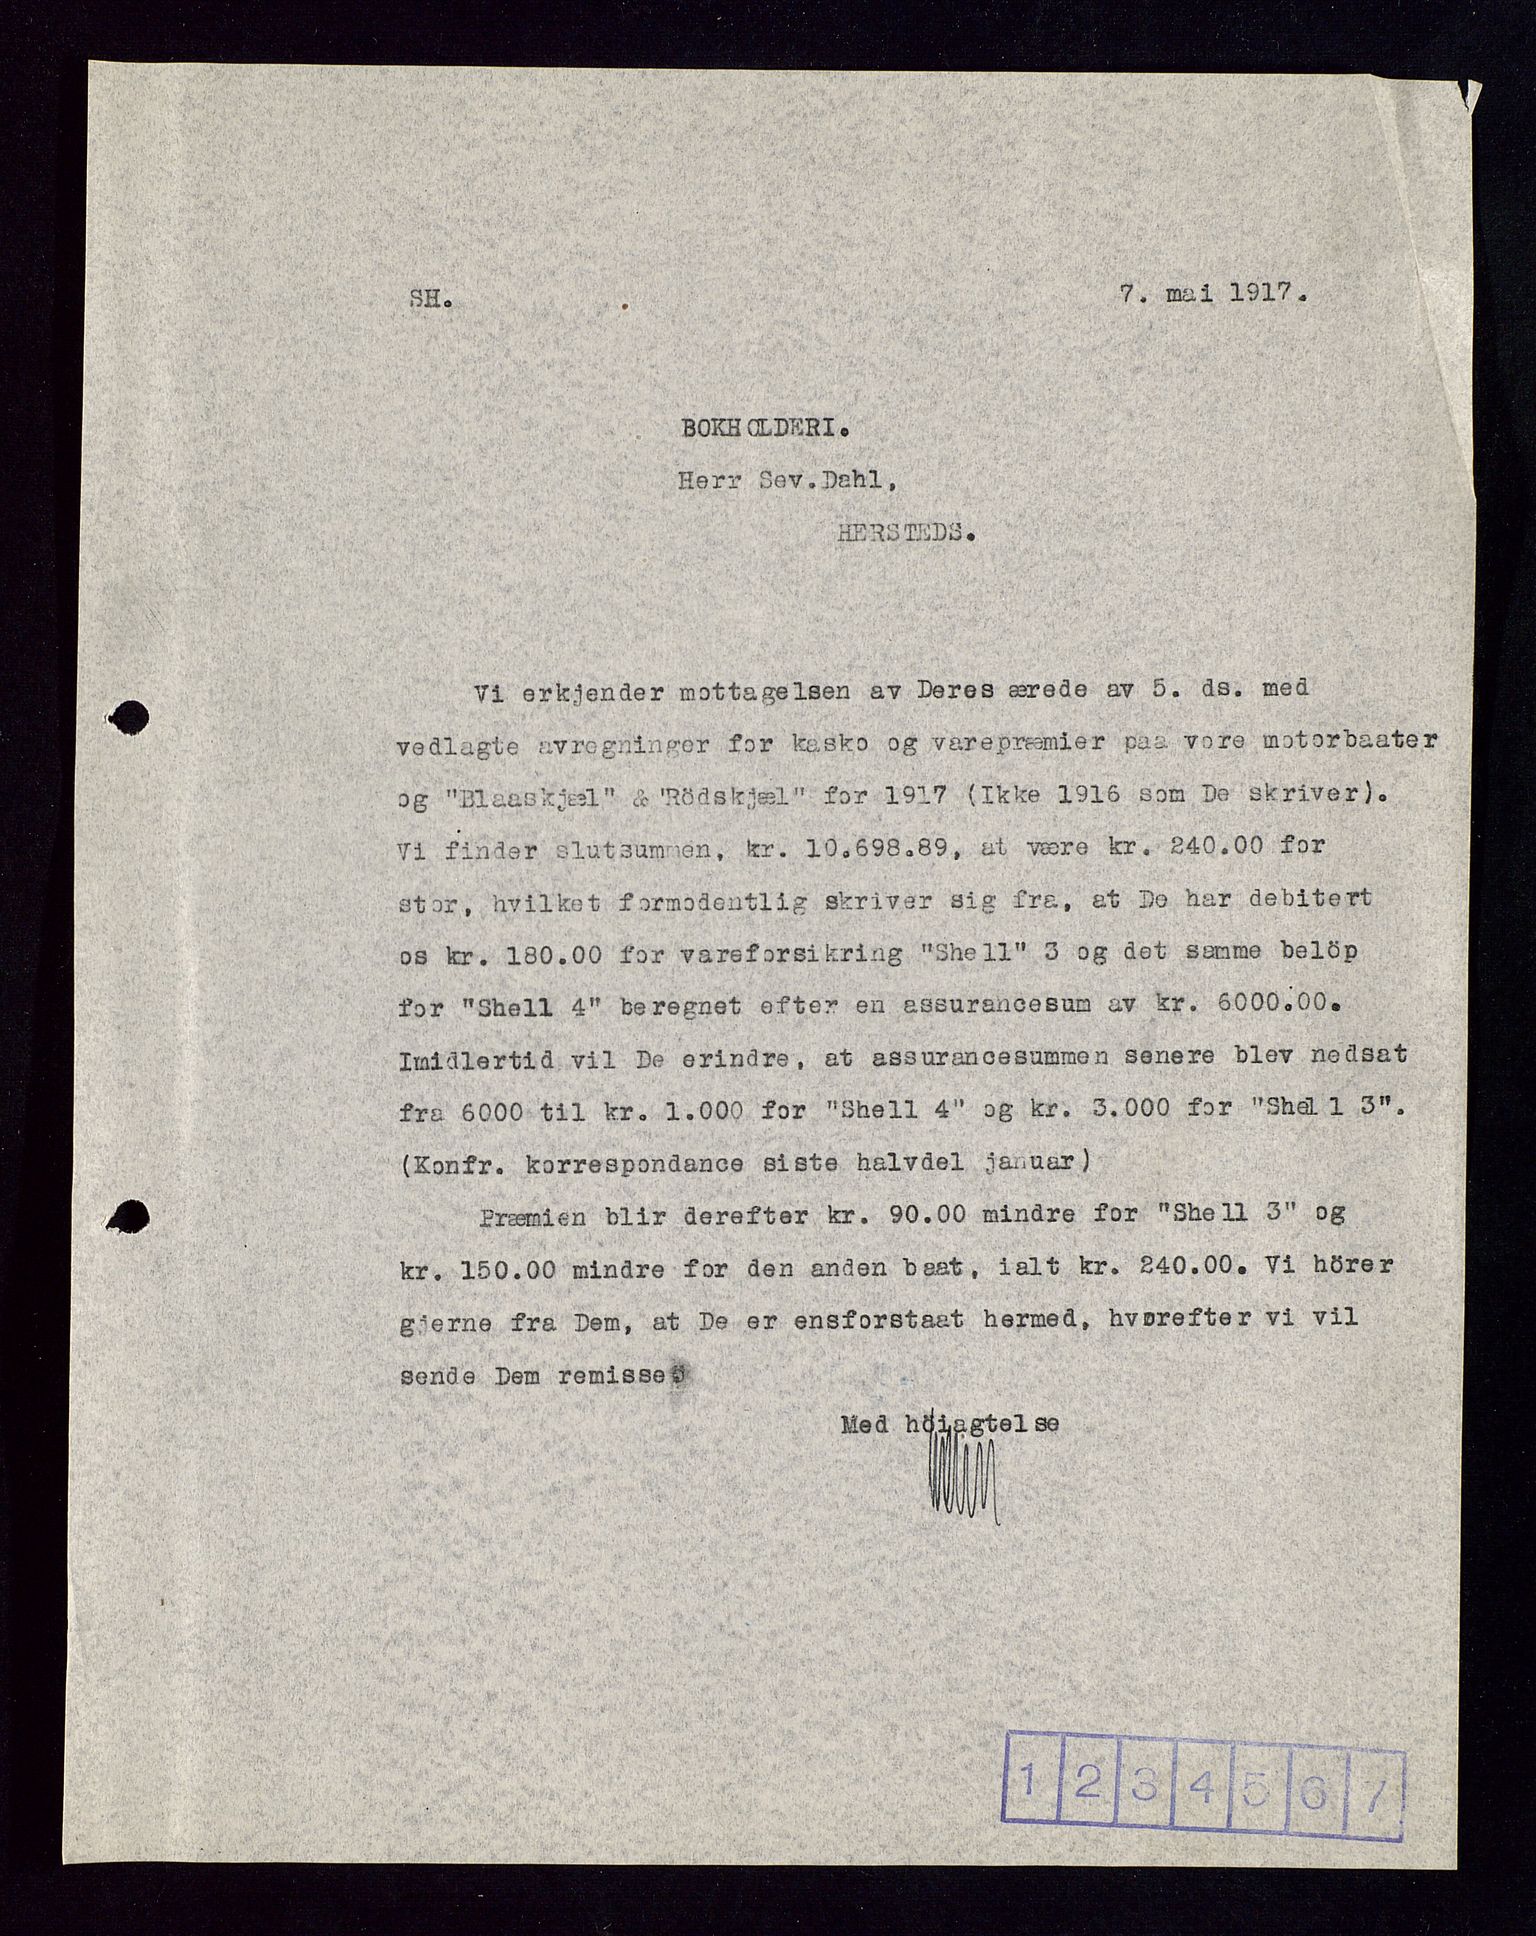 SH.
7. mai 1917.
BOKHOLDERI.
Herr Sev. Dahl,
HERSTEDS.
Vi erkjender mottagelsen av Deres ærede av 5. ds. med
vedlagte avregninger for kasko og varepræmier paa vore motorbaater
og "Blaaskjæl" & "Rödskjæl" for 1917 (Ikke 1916 som De skriver).
Vi finder slutsummen, kr. 10.698.89, at være kr. 240.00 for
stor, hvilket formodentlig skriver sig fra, at De har debitert
os kr. 180.00 for vareforsikring "Shell" 3 og det samme belöp
for "Shell 4" beregnet efter en assurancesum av kr. 6000.00.
Imidlertid vil De erindre, at assurancesummen senere blev nedsat
fra 6000 til kr. 1.000 for "Shell 4" og kr. 3.000 for "Shell 3".
(Konfr. korrespondance siste halvdel januar)
Præmien blir derefter kr. 90.00 mindre for "Shell 3" og
kr. 150.00 mindre for den anden baat, ialt kr. 240.00. Vi hörer
gjerne fra Dem, at De er ensforstaat hermed, hvorefter vi vil
sende Dem remisse
Med höiagtelse
1 2 3 4 5 6 7